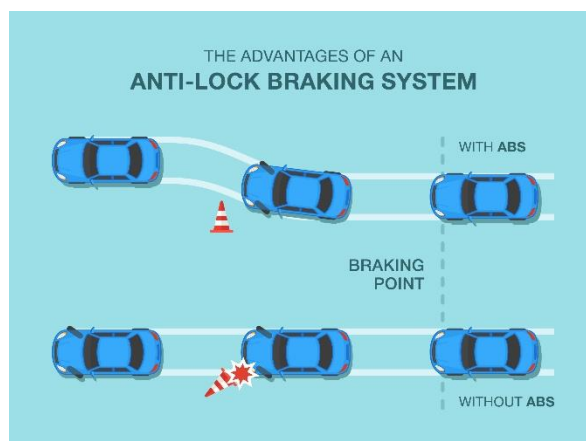 THE ADVANTAGES OF AN
ANTI-LOCK BRAKING SYSTEM
WITH ABS
BRAKING
POINT
WITHOUT ABS